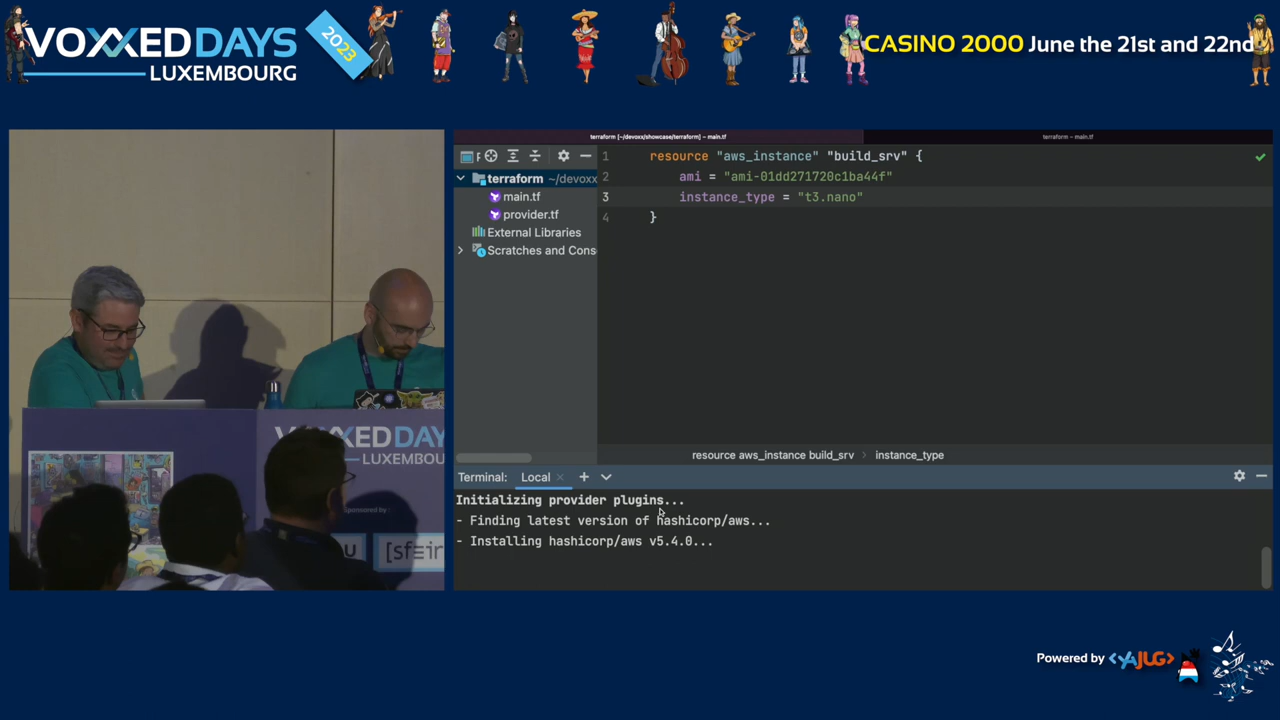 VOXXED DAYS
LUXEMBOURG
2023
CASINO 2000 June the 21st and 22nd
terraform [~/devoxx/showcase/terraform] – main.tf
terraform – main.tf
terraform ~/devoxx
main.tf
provider.tf
External Libraries
Scratches and Cons
1 resource "aws_instance" "build_srv" {
2 ami = "ami-01dd271720c1ba44f"
3 instance_type = "t3.nano"
4 }
resource aws_instance build_srv › instance_type
Terminal: Local × +
Initializing provider plugins...
- Finding latest version of hashicorp/aws...
- Installing hashicorp/aws v5.4.0...
VOXXED DAY
LUXEMBOURG
[sfeir
Powered by <YAJUG>